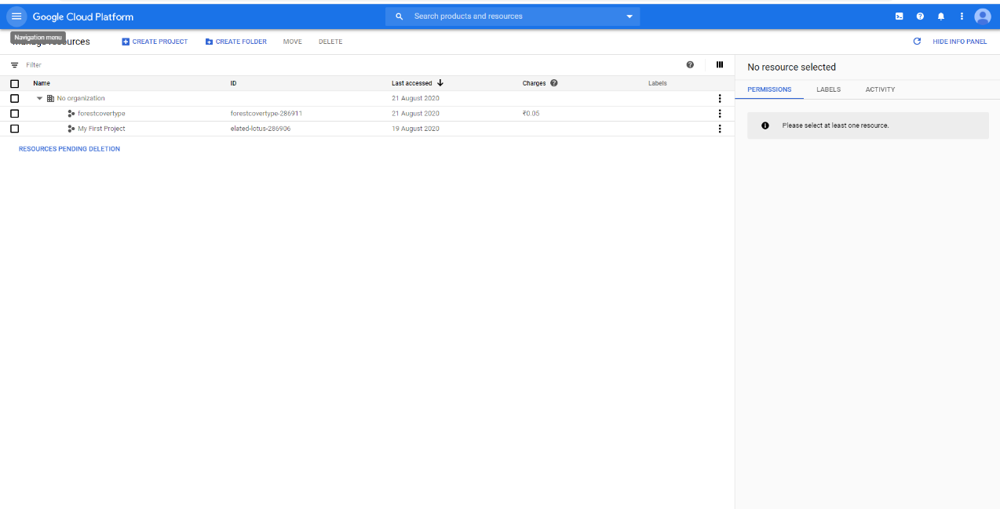 Google Cloud Platform
Search products and resources
Navigation menu
resources
CREATE PROJECT
CREATE FOLDER
MOVE
DELETE
HIDE INFO PANEL
Filter
No resource selected
Name ID Last accessed Charges Labels
PERMISSIONS LABELS ACTIVITY
No organization 21 August 2020
forestcovertype forestcovertype-286911 21 August 2020 ₹0.05
My First Project elated-lotus-286906 19 August 2020
Please select at least one resource.
RESOURCES PENDING DELETION